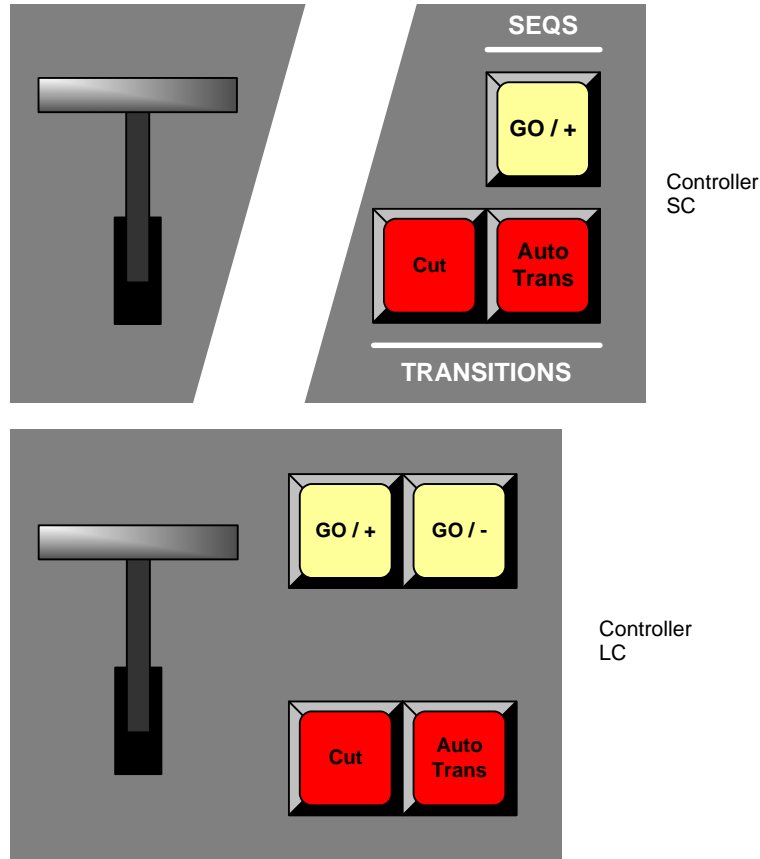 SEQS
GO / +
Controller
SC
Cut
Auto
Trans
TRANSITIONS
GO / +
GO / -
Controller
LC
Cut
Auto
Trans